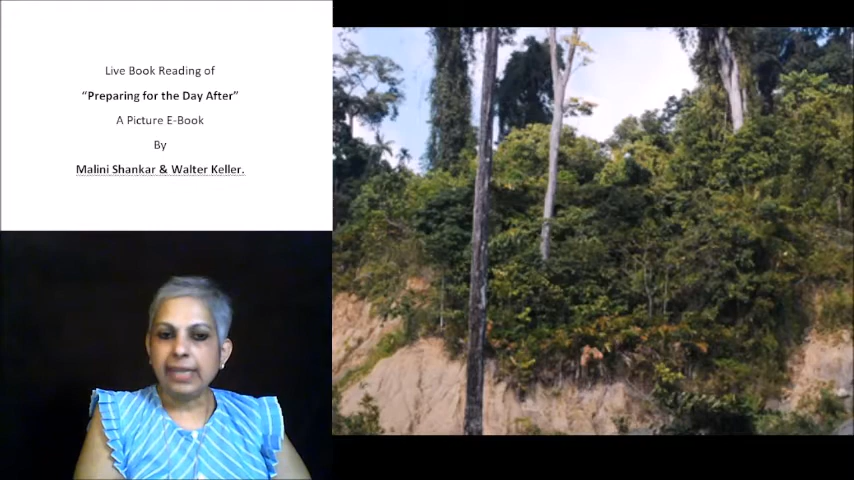 Live Book Reading of
“Preparing for the Day After”
A Picture E-Book
By
Malini Shankar & Walter Keller.